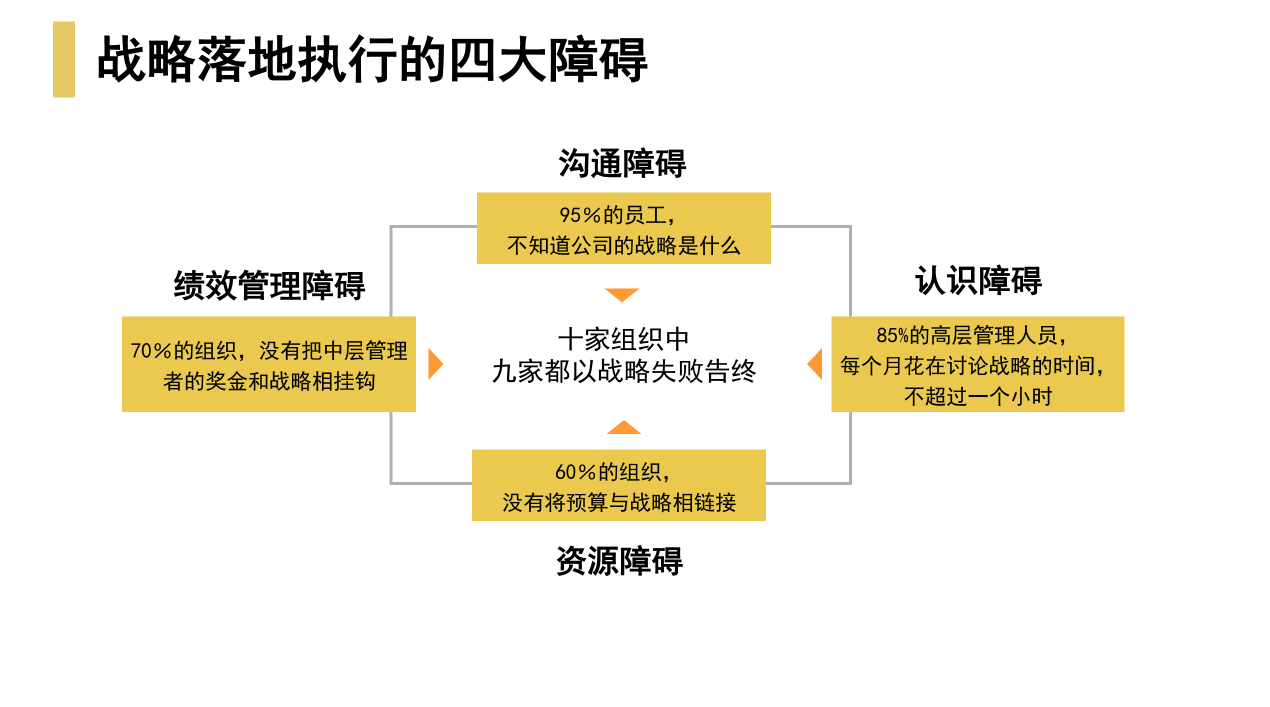 战略落地执行的四大障碍
沟通障碍
95%的员工，
不知道公司的战略是什么
绩效管理障碍
70%的组织，没有把中层管理
者的奖金和战略相挂钩
十家组织中
九家都以战略失败告终
认识障碍
85%的高层管理人员，
每个月花在讨论战略的时间，
不超过一个小时
60%的组织，
没有将预算与战略相链接
资源障碍